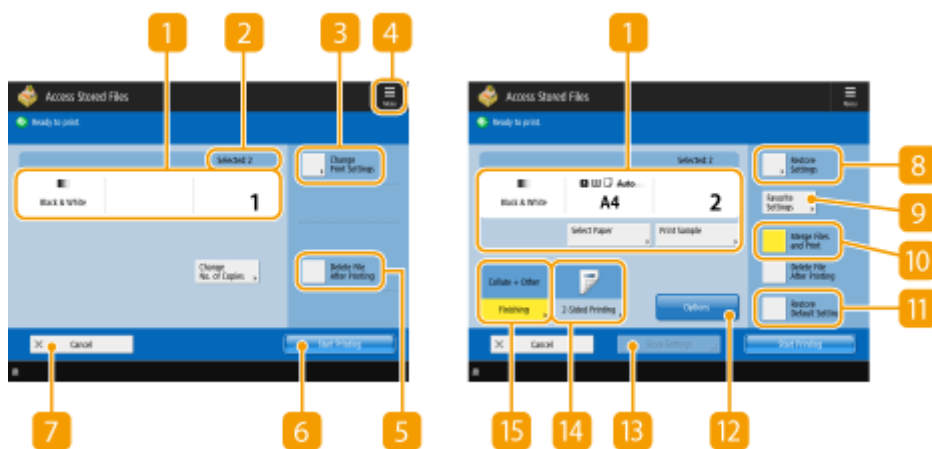 1
2
3
4
Access Stored Files
Menu
Ready to print.
Selected: 2
Change
Print Settings
Black & White
1
Change
No. of Copies
Delete File
After Printing
× Cancel
Start Printing
7
6
5
1
Access Stored Files
Menu
Ready to print.
Selected: 2
Restore
Settings
8
Auto
Black & White
A4
2
Favorite
Settings
9
Select Paper
Print Sample
Merge Files
and Print
10
Collate + Other
Delete File
After Printing
Finishing
2-Sided Printing
Options
Restore
Default Settin
11
× Cancel
Store Settings
Start Printing
15
14
13
12